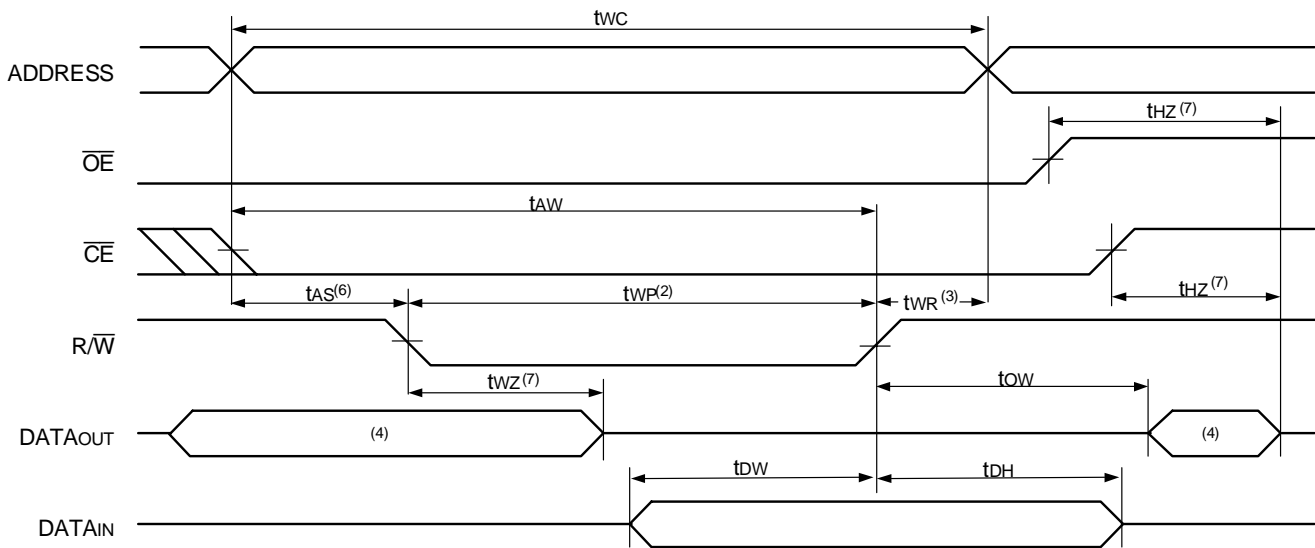 tWC
ADDRESS
tHZ (7)
OE
tAW
CE
tAS(6)
tWP(2)
tWR (3)
tHZ (7)
R/W
tWZ (7)
tOW
DATAOUT
(4)
(4)
tDW
tDH
DATAIN